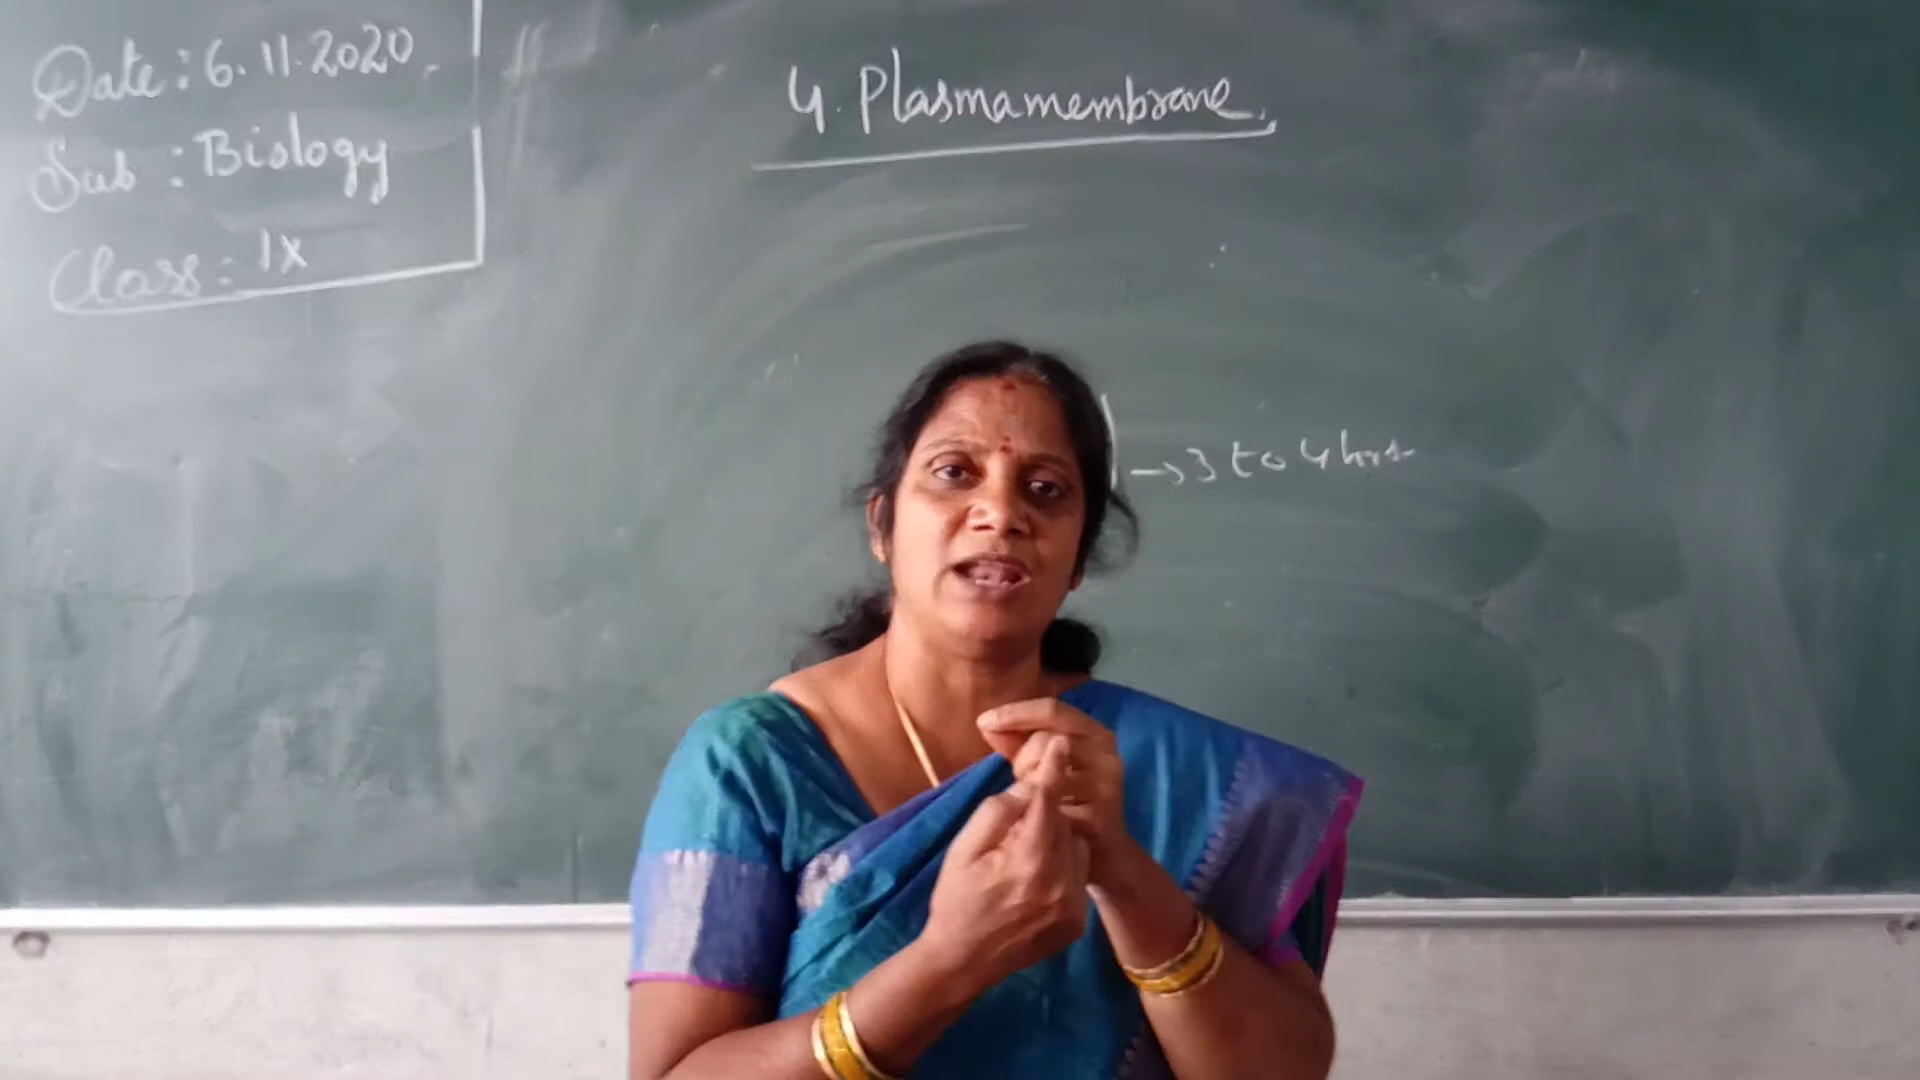 Date: 6.11.2020.
Sub : Biology
Class: IX
4. Plasmamembrane.
→ 3 to 4 hrs.